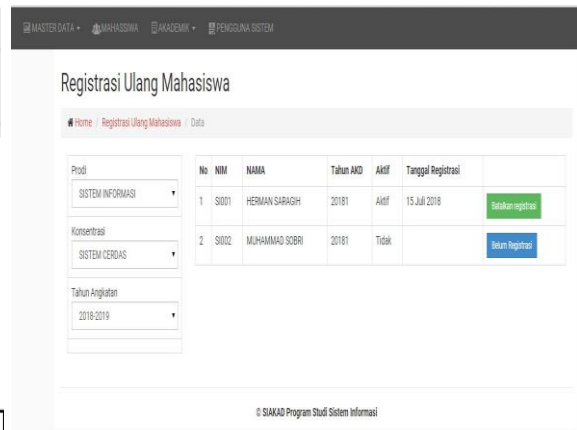 MASTER DATA MAHASSIWA AKADEMIK PENGGUNA SISTEM
Registrasi Ulang Mahasiswa
Home / Registrasi Ulang Mahasiswa / Data
Prodi
SISTEM INFORMASI
Konsentrasi
SISTEM CERDAS
Tahun Angkatan
2018-2019
No NIM NAMA Tahun AKD Aktif Tanggal Registrasi
1 SI001 HERMAN SARAGIH 20181 Aktif 15 Juli 2018 Batalkan registrasi
2 SI002 MUHAMMAD SOBRI 20181 Tidak Belum Registrasi
© SIAKAD Program Studi Sistem Informasi